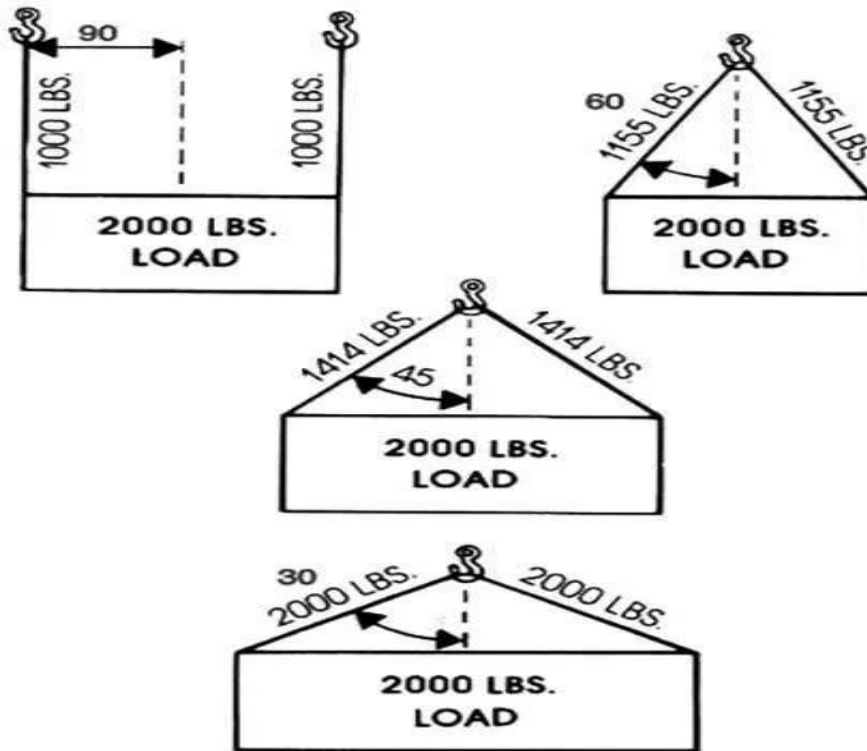 90
1000 LBS.
1000 LBS.
2000 LBS.
LOAD
60
1155 LBS.
1155 LBS.
2000 LBS.
LOAD
1414 LBS.
1414 LBS.
45
2000 LBS.
LOAD
30
2000 LBS.
2000 LBS.
2000 LBS.
LOAD